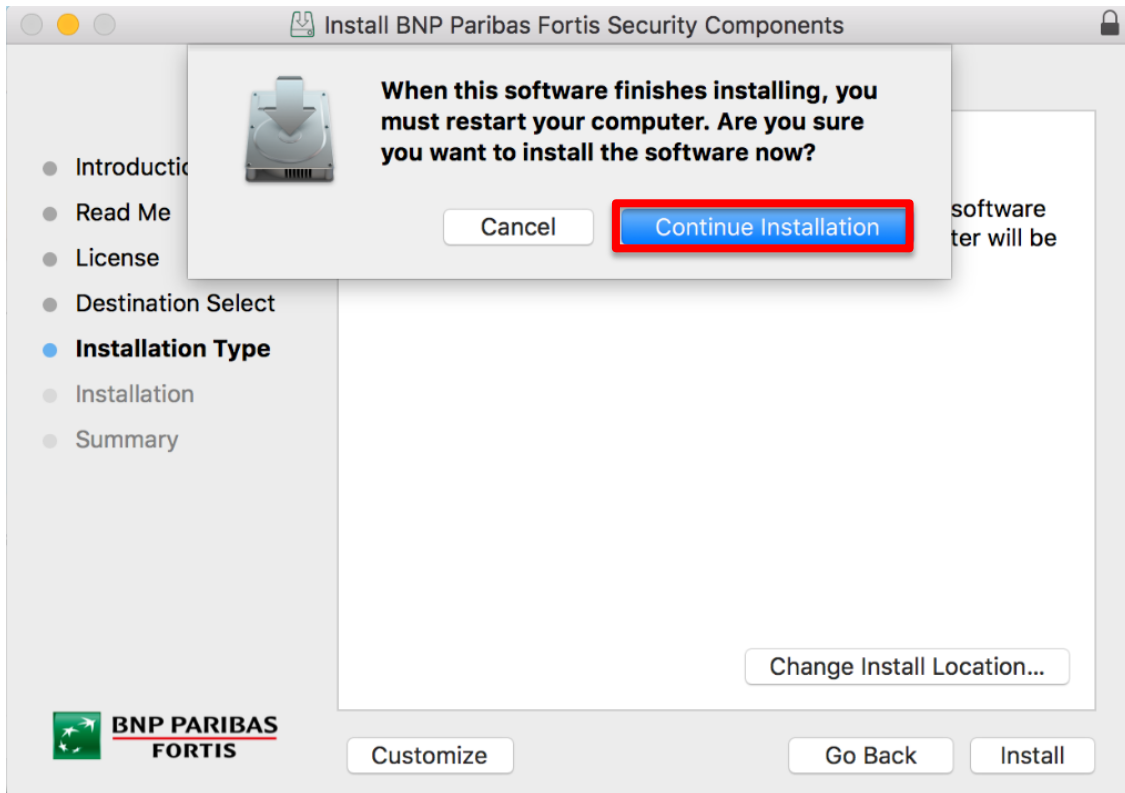 Install BNP Paribas Fortis Security Components
When this software finishes installing, you
must restart your computer. Are you sure
you want to install the software now?
Cancel
Continue Installation
software
will be
Read Me
License
Destination Select
Installation Type
Installation
Summary
Change Install Location...
BNP PARIBAS
FORTIS
Customize
Go Back
Install